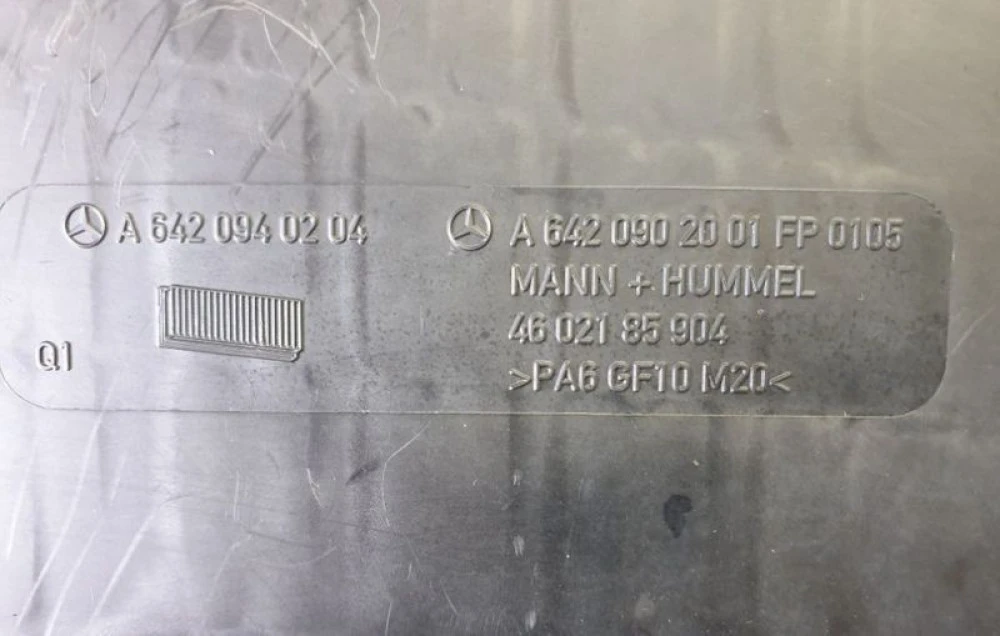 A 642 094 02 04
Q1
A 642 090 20 01 FP 0105
MANN + HUMMEL
46 021 85 904
>PA6 GF10 M20<